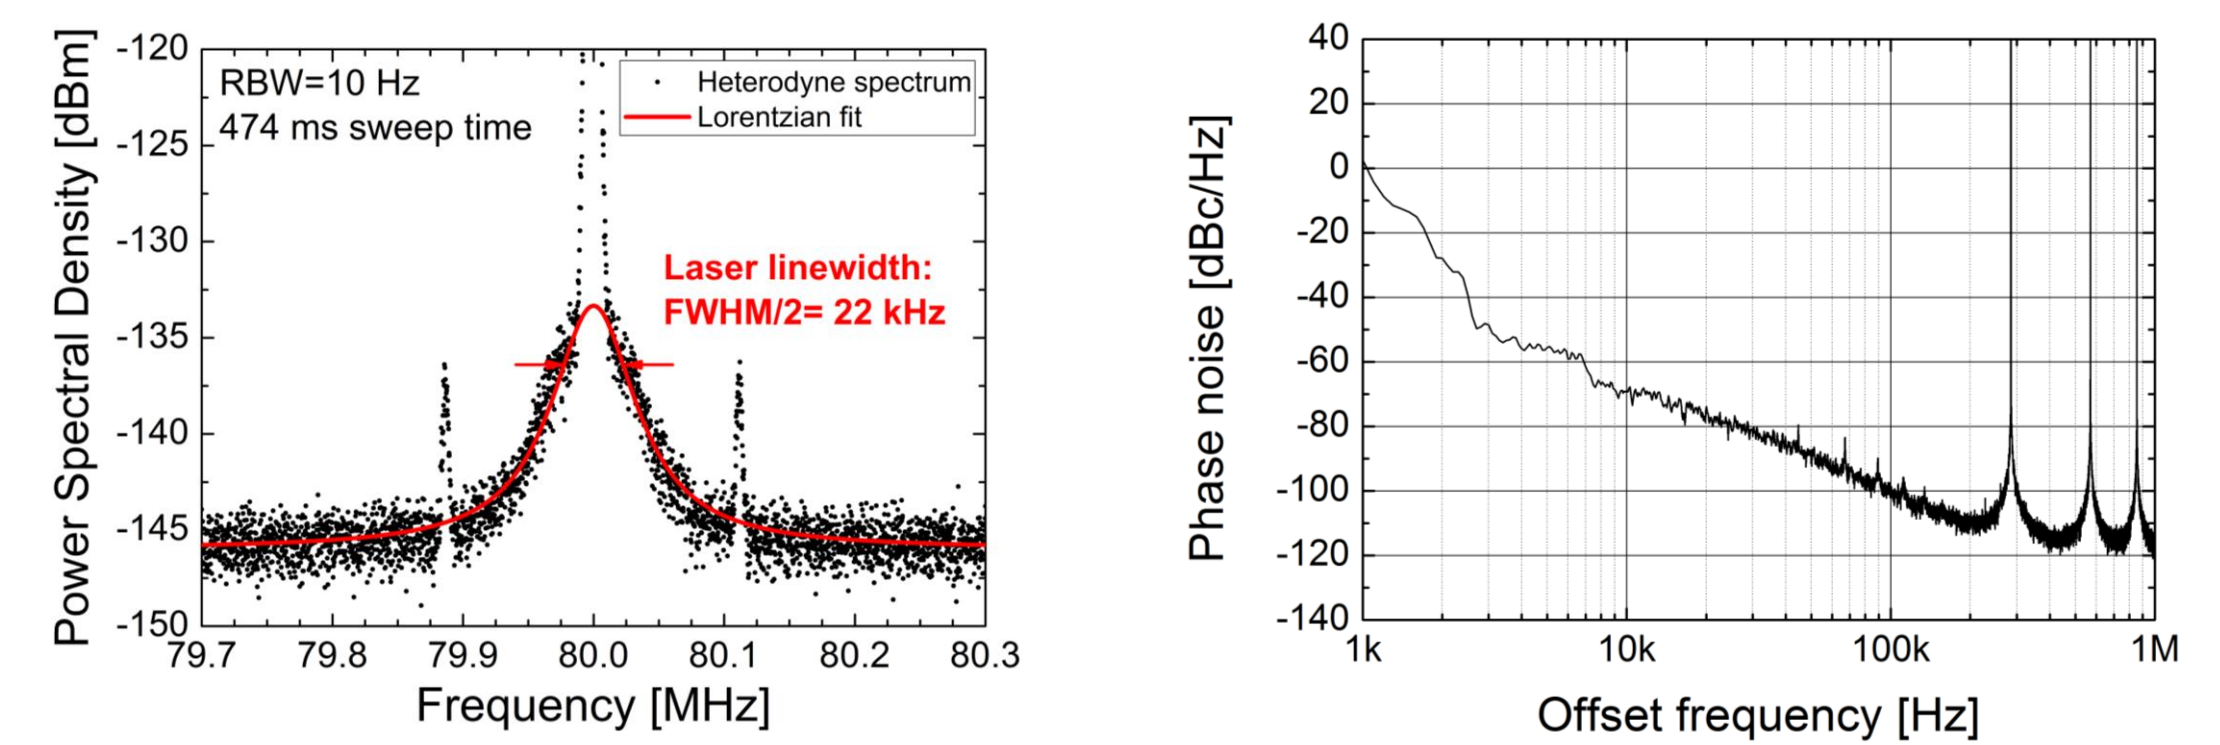 -120
-125
-130
-135
-140
-145
-150
Power Spectral Density [dBm]
RBW=10 Hz
474 ms sweep time
Heterodyne spectrum
Lorentzian fit
Laser linewidth:
FWHM/2= 22 kHz
79.7 79.8 79.9 80.0 80.1 80.2 80.3
Frequency [MHz]
40
20
0
-20
-40
-60
-80
-100
-120
-140
Phase noise [dBc/Hz]
1k 10k 100k 1M
Offset frequency [Hz]